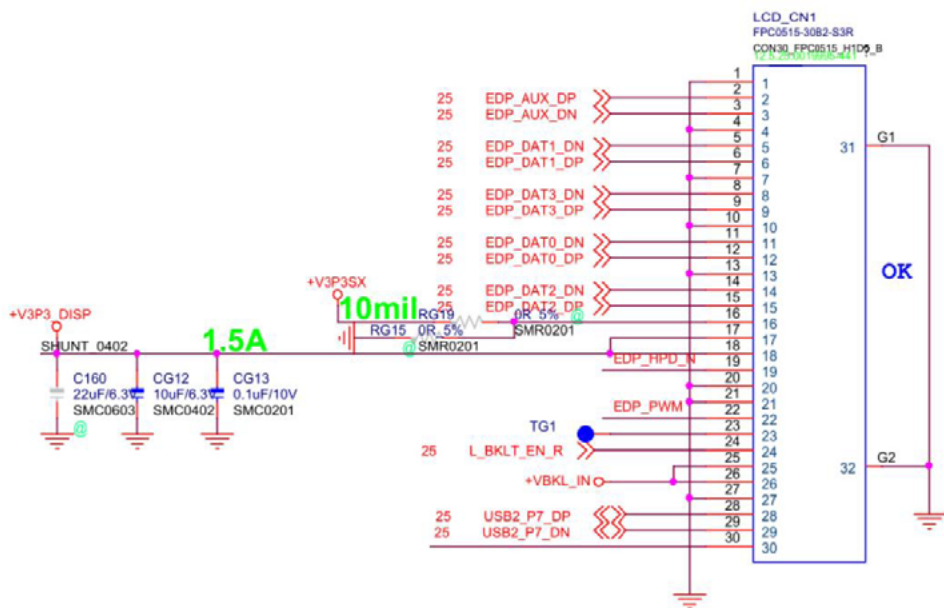 LCD_CN1
FPC0515-30B2-S3R
CON30_FPC0515_H1D5_B
1 1
25 EDP_AUX_DP 2 2
25 EDP_AUX_DN 3 3
4 4
25 EDP_DAT1_DN 5 5
25 EDP_DAT1_DP 6 6
7 7
25 EDP_DAT3_DN 8 8
25 EDP_DAT3_DP 9 9
10 10
25 EDP_DAT0_DN 11 11
25 EDP_DAT0_DP 12 12
13 13
25 EDP_DAT2_DN 14 14
25 EDP_DAT2_DP 15 15
16 16
17 17
18 18
EDP_HPD_N 19 19
20 20
21 21
EDP_PWM 22 22
TG1 23 23
25 L_BKLT_EN_R 24 24
25 25
+VBKL_IN 26 26
27 27
25 USB2_P7_DP 28 28
25 USB2_P7_DN 29 29
30 30
31 G1
OK
32 G2
+V3P3SX
10mil
RG19 0R_5% @
SMR0201
RG15 0R_5%
@ SMR0201
+V3P3_DISP
SHUNT_0402
1.5A
C160
22uF/6.3V
SMC0603
@
CG12
10uF/6.3V
SMC0402
CG13
0.1uF/10V
SMC0201